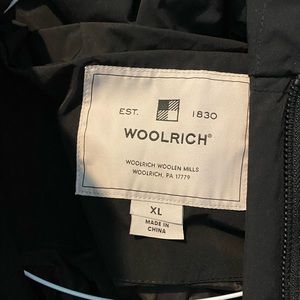 EST. 1830
WOOLRICH®
WOOLRICH WOOLEN MILLS
WOOLRICH, PA 17779
XL
MADE IN
CHINA